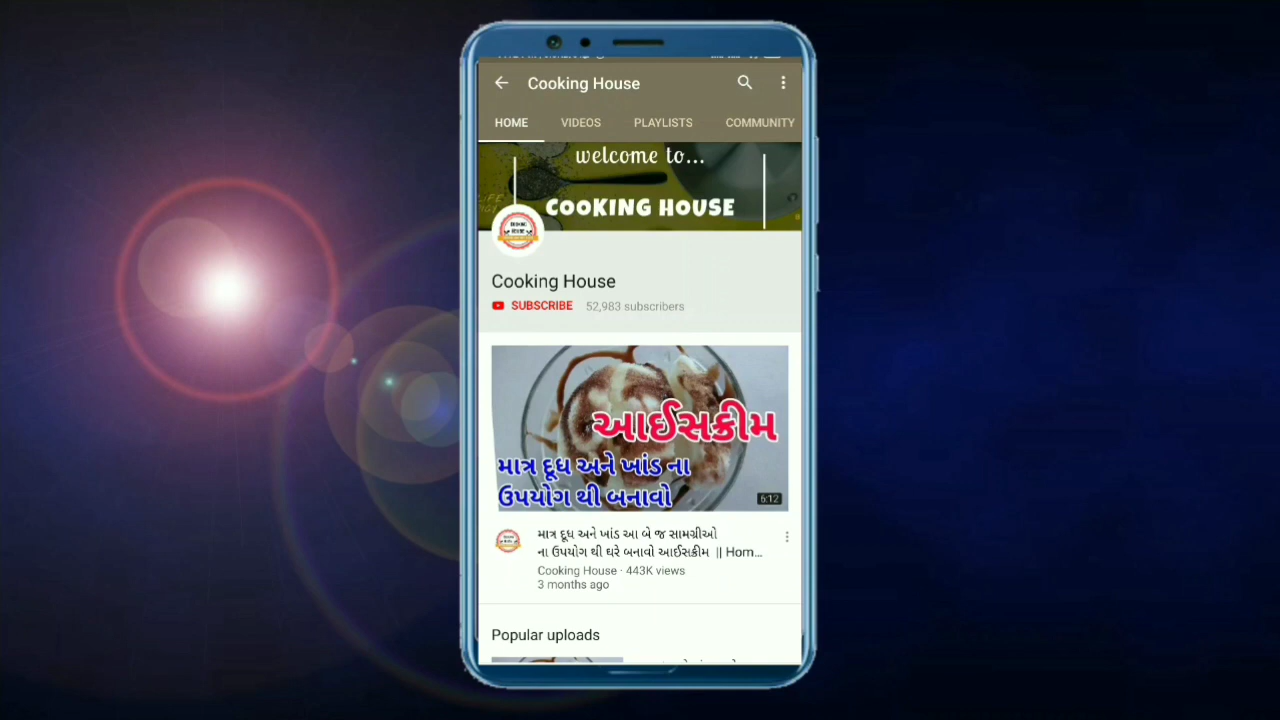 Cooking House
HOME VIDEOS PLAYLISTS COMMUNITY
welcome to...
COOKING HOUSE
Cooking House
SUBSCRIBE 52,983 subscribers
આઈસક્રીમ
માત્ર દૂધ અને ખાંડ ના
ઉપયોગ થી બનાવો
6:12
માત્ર દૂધ અને ખાંડ આ બે જ સામગ્રીઓ
ના ઉપયોગ થી ઘરે બનાવો આઈસક્રીમ || Hom...
Cooking House · 443K views
3 months ago
Popular uploads